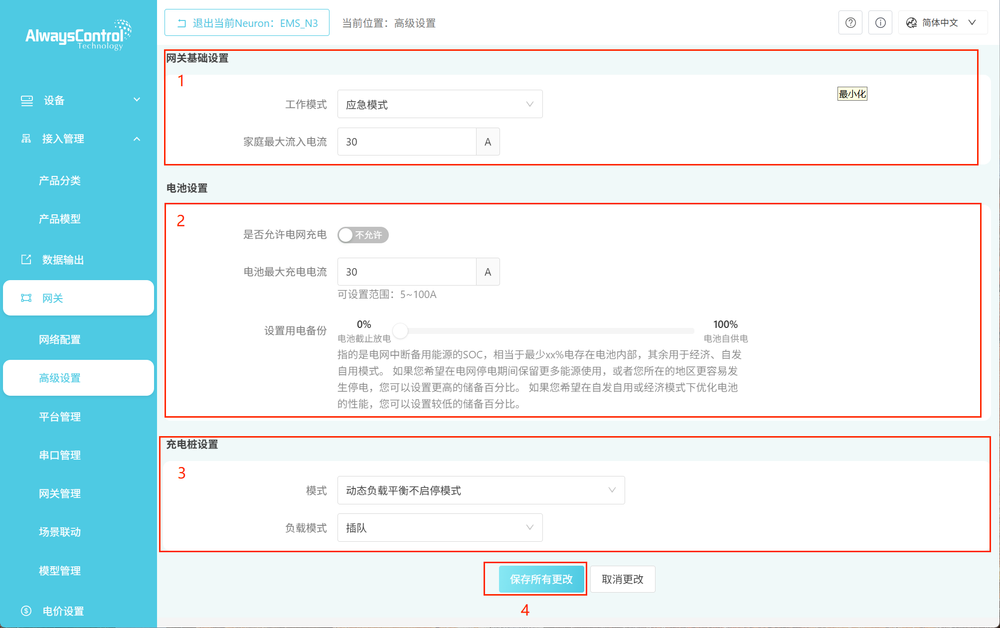 AlwaysControl
Technology
设备
接入管理
产品分类
产品模型
数据输出
网关
网络配置
高级设置
平台管理
串口管理
网关管理
场景联动
模型管理
电价设置
退出当前Neuron：EMS_N3
当前位置：高级设置
简体中文
网关基础设置
1
最小化
工作模式
应急模式
家庭最大流入电流
30
A
电池设置
2
是否允许电网充电
不允许
电池最大充电电流
30
A
可设置范围：5~100A
设置用电备份
0%
电池截止放电
100%
电池自供电
指的是电网中断备用能源的SOC，相当于最少xx%电存在电池内部，其余用于经济、自发
自用模式。 如果您希望在电网停电期间保留更多能源使用，或者您所在的地区更容易发
生停电，您可以设置更高的储备百分比。 如果您希望在自发自用或经济模式下优化电池
的性能，您可以设置较低的储备百分比。
充电桩设置
3
模式
动态负载平衡不启停模式
负载模式
插队
保存所有更改
取消更改
4